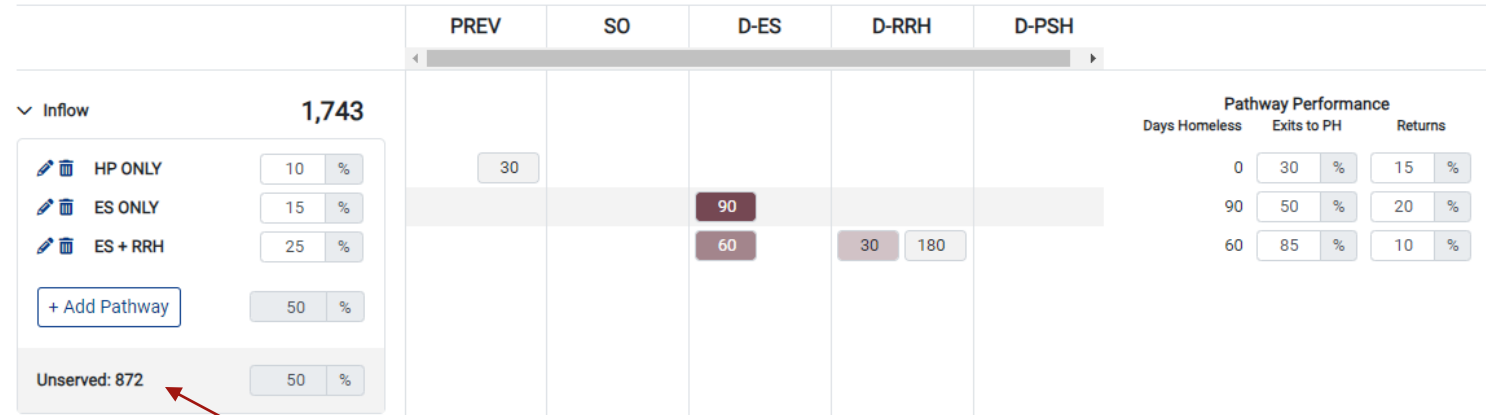 PREV SO D-ES D-RRH D-PSH
Inflow 1,743
Pathway Performance
Days Homeless Exits to PH Returns
HP ONLY 10 % 30 0 30 % 15 %
ES ONLY 15 % 90 90 50 % 20 %
ES + RRH 25 % 60 30 180 60 85 % 10 %
+ Add Pathway 50 %
Unserved: 872 50 %